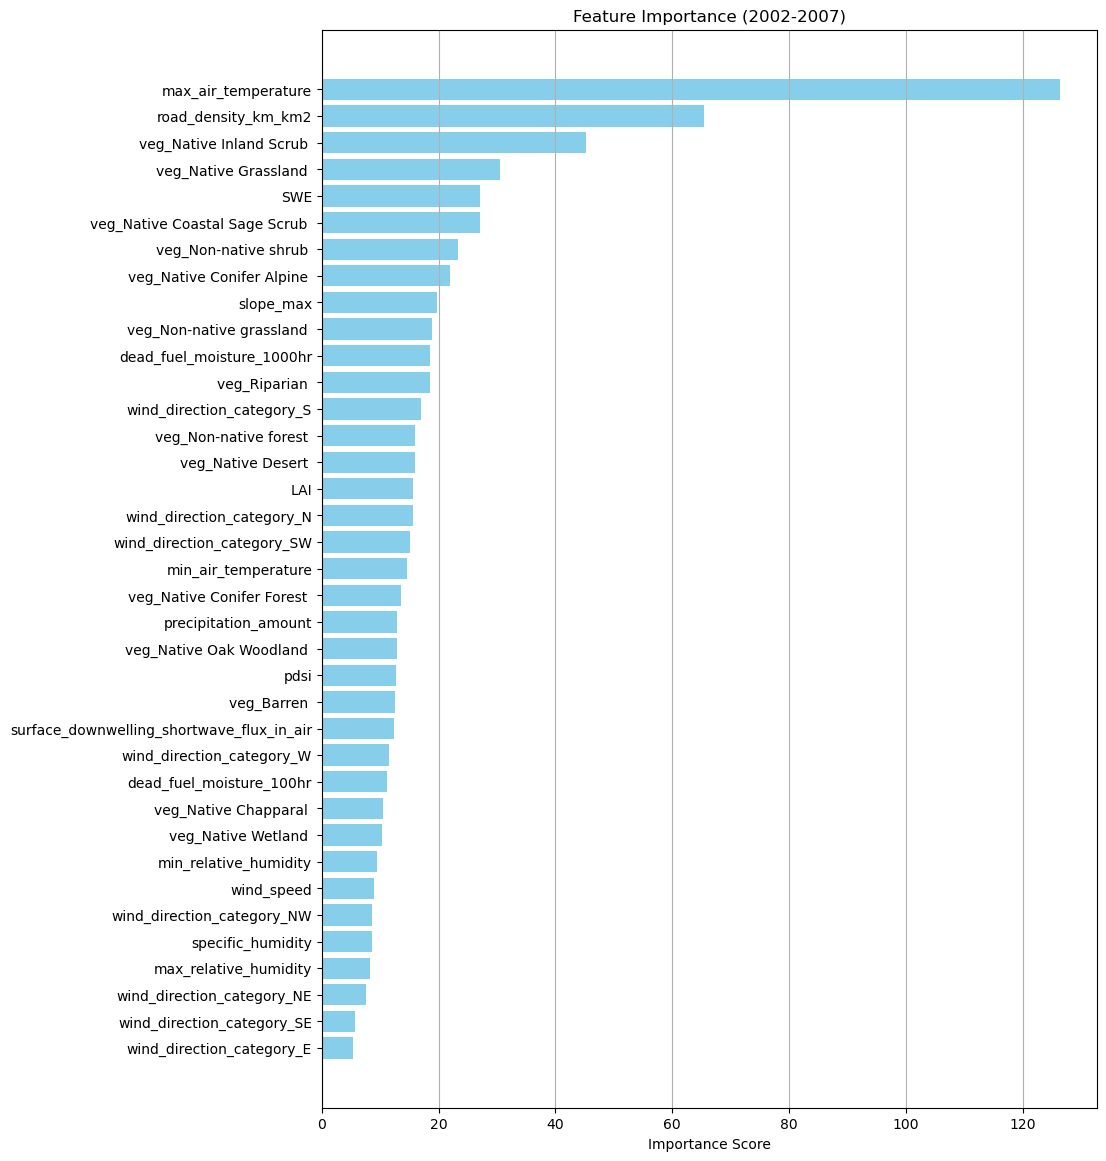 Feature Importance (2002-2007)
max_air_temperature
road_density_km_km2
veg_Native Inland Scrub
veg_Native Grassland
SWE
veg_Native Coastal Sage Scrub
veg_Non-native shrub
veg_Native Conifer Alpine
slope_max
veg_Non-native grassland
dead_fuel_moisture_1000hr
veg_Riparian
wind_direction_category_S
veg_Non-native forest
veg_Native Desert
LAI
wind_direction_category_N
wind_direction_category_SW
min_air_temperature
veg_Native Conifer Forest
precipitation_amount
veg_Native Oak Woodland
pdsi
veg_Barren
surface_downwelling_shortwave_flux_in_air
wind_direction_category_W
dead_fuel_moisture_100hr
veg_Native Chapparal
veg_Native Wetland
min_relative_humidity
wind_speed
wind_direction_category_NW
specific_humidity
max_relative_humidity
wind_direction_category_NE
wind_direction_category_SE
wind_direction_category_E
0 20 40 60 80 100 120
Importance Score